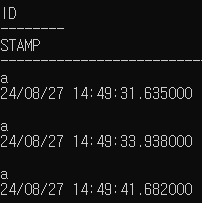 ID
--------
STAMP
-------------------------
a
24/08/27 14:49:31.635000
a
24/08/27 14:49:33.938000
a
24/08/27 14:49:41.682000